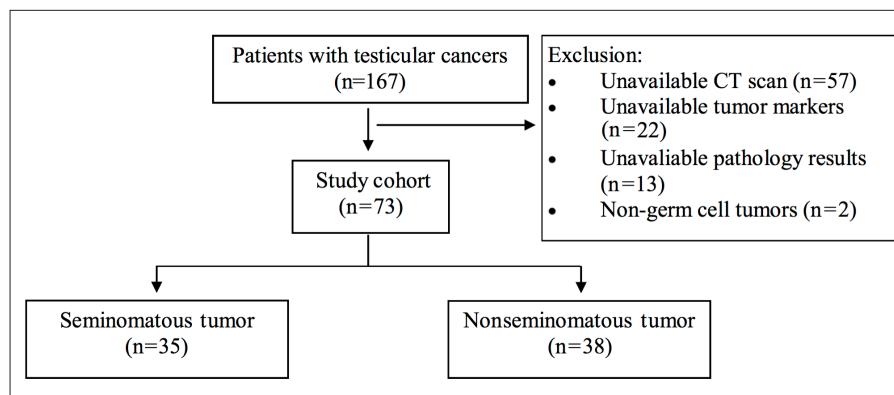 Patients with testicular cancers
(n=167)
Exclusion:
• Unavailable CT scan (n=57)
• Unavailable tumor markers
(n=22)
• Unavaliable pathology results
(n=13)
• Non-germ cell tumors (n=2)
Study cohort
(n=73)
Seminomatous tumor
(n=35)
Nonseminomatous tumor
(n=38)